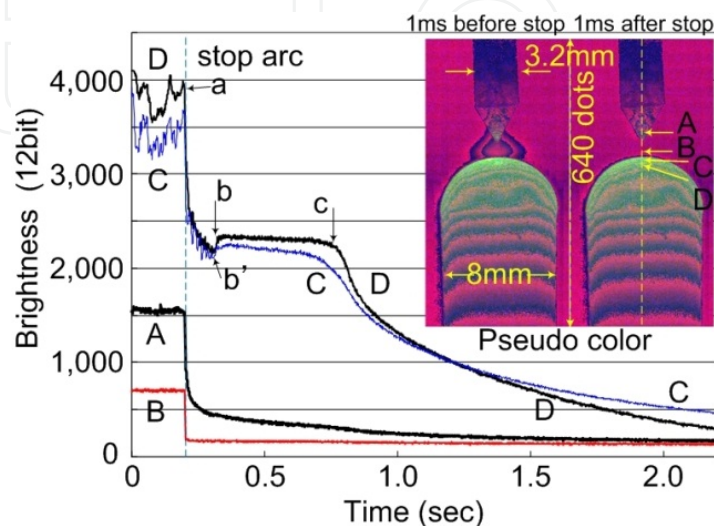 1ms before stop 1ms after stop
D
stop arc
4,000
a
C
3.2mm
640 dots
A
B
C
D
3,000
b
c
b’
C
D
2,000
8mm
Pseudo color
Brightness (12bit)
A
1,000
C
D
B
0
0
0.5
1.0
1.5
2.0
Time (sec)